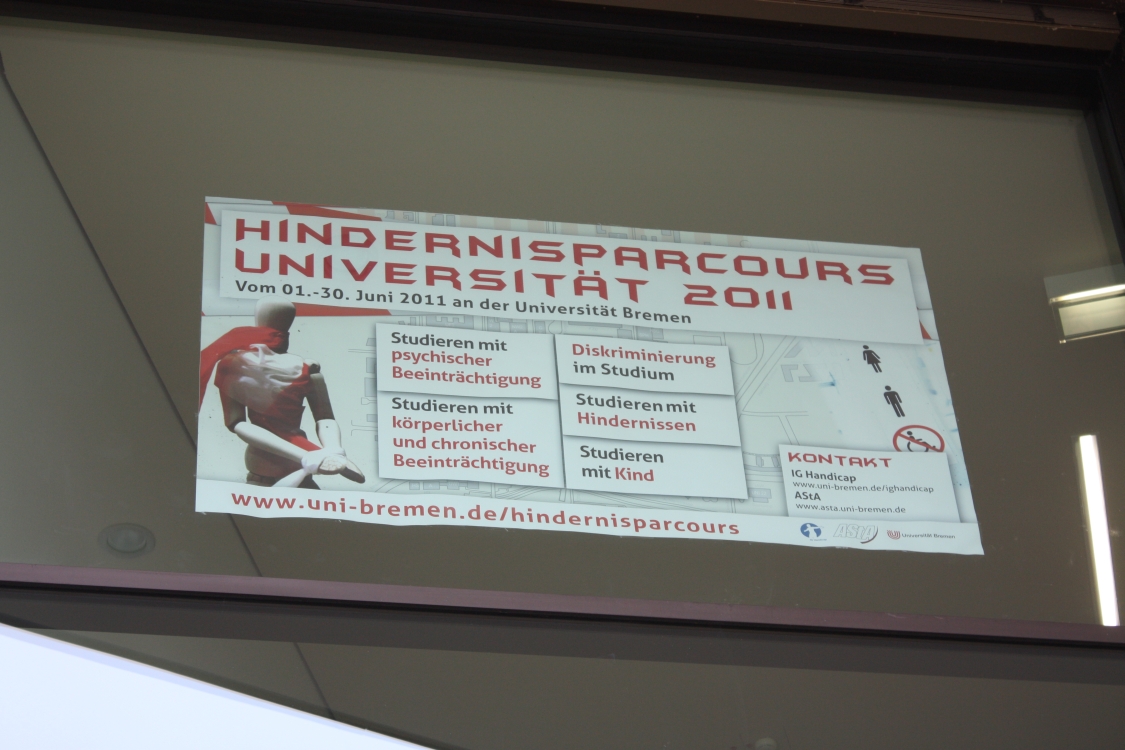 HINDERNISPARCOURS
UNIVERSITÄT 2011
Vom 01.-30. Juni 2011 an der Universität Bremen
Studieren mit
psychischer
Beeinträchtigung
Studieren mit
körperlicher
und chronischer
Beeinträchtigung
Diskriminierung
im Studium
Studieren mit
Hindernissen
Studieren
mit Kind
KONTAKT
IG Handicap
www.uni-bremen.de/ighandicap
AStA
www.asta.uni-bremen.de
www.uni-bremen.de/hindernisparcours
AStA
Universität Bremen